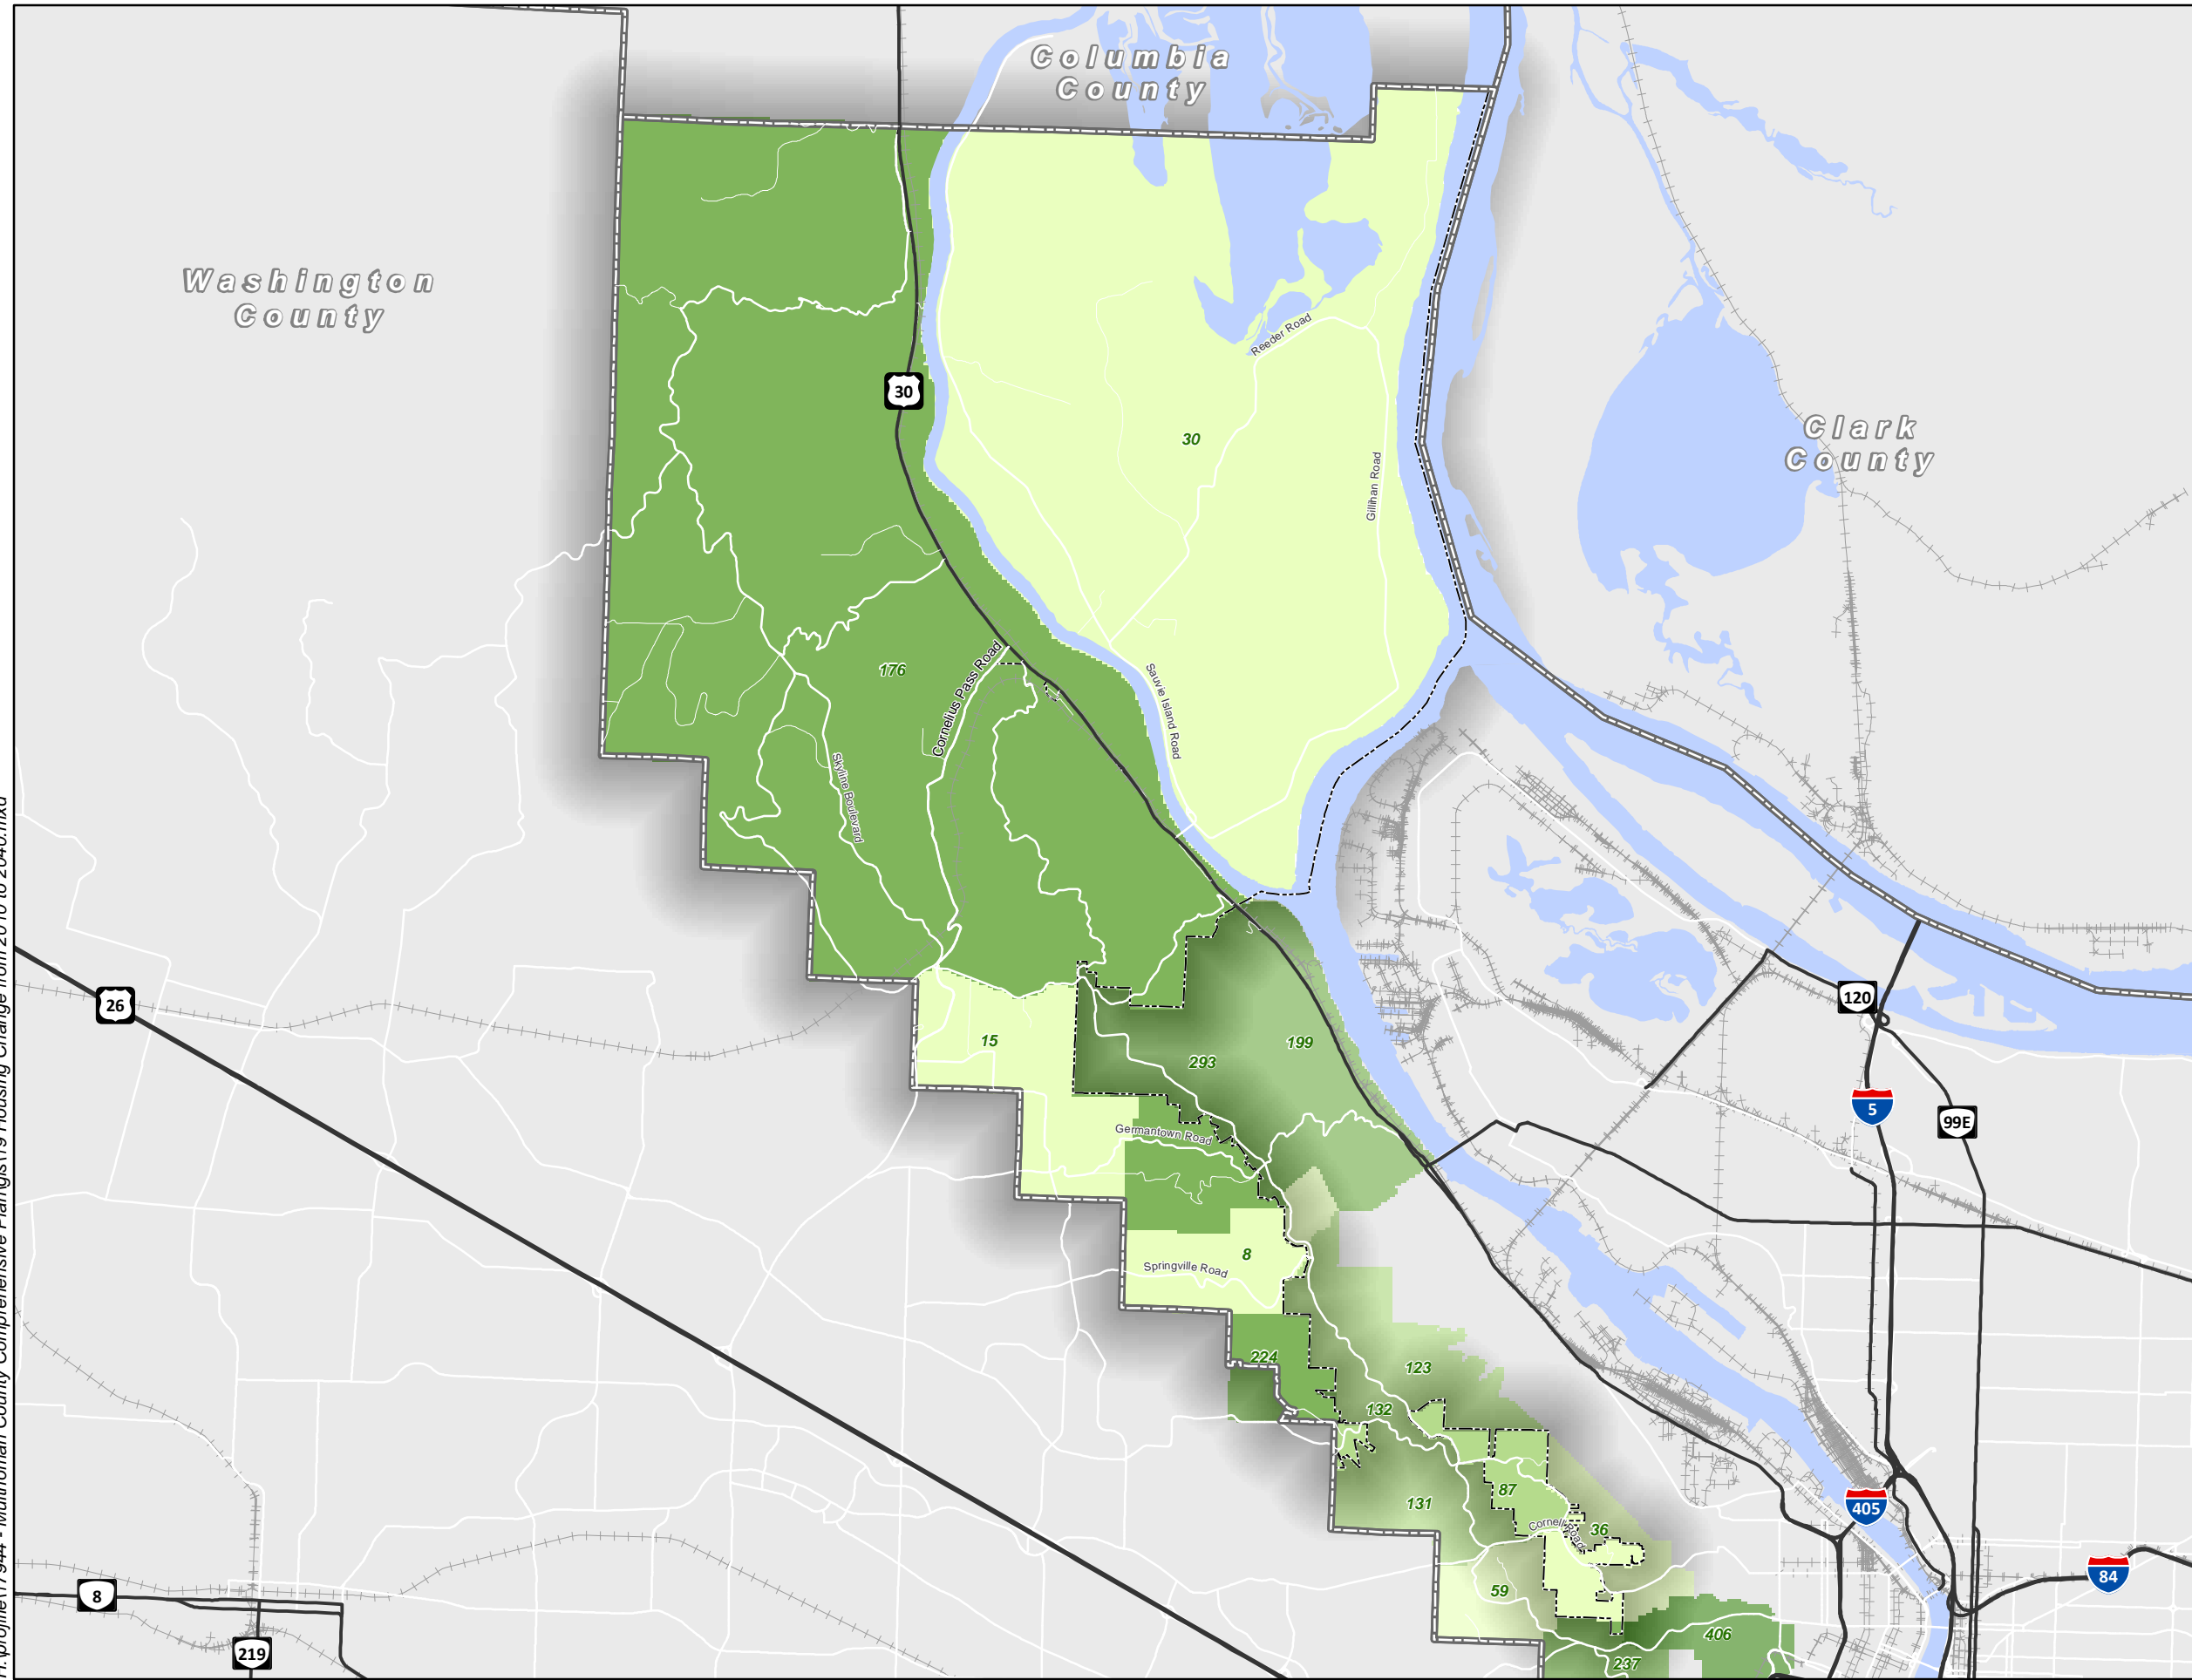 Columbia
County
Washington
County
Clark
County
30
Reeder Road
30
Gillihan Road
176
Cornelius Pass Road
Sauvie Island Road
Skyline Boulevard
26
120
15
293
199
5
99E
Germantown Road
8
Springville Road
224
123
132
131
87
405
Cornell Road
36
84
59
8
219
406
237